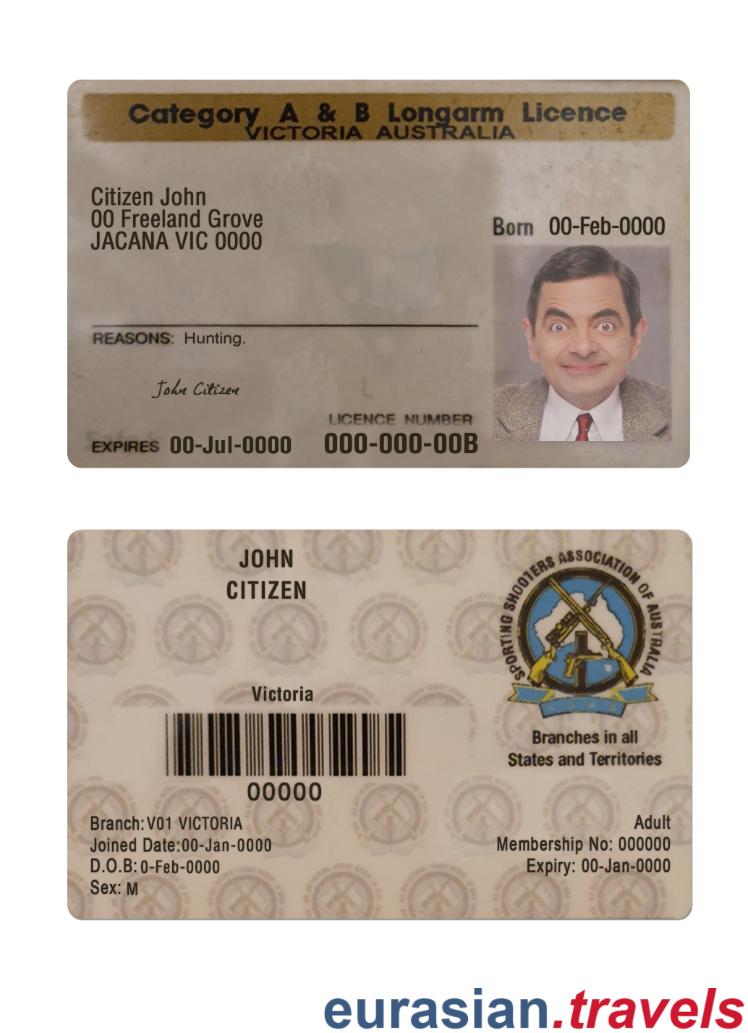 Category A & B Longarm Licence
VICTORIA AUSTRALIA
Citizen John
00 Freeland Grove
JACANA VIC 0000
Born 00-Feb-0000
REASONS: Hunting.
John Citizen
LICENCE NUMBER
EXPIRES 00-Jul-0000 000-000-00B
JOHN
CITIZEN
SPORTING SHOOTERS ASSOCIATION OF AUSTRALIA
Victoria
Branches in all
States and Territories
00000
Branch: V01 VICTORIA
Joined Date: 00-Jan-0000
D.O.B: 0-Feb-0000
Sex: M
Adult
Membership No: 000000
Expiry: 00-Jan-0000
eurasian.travels